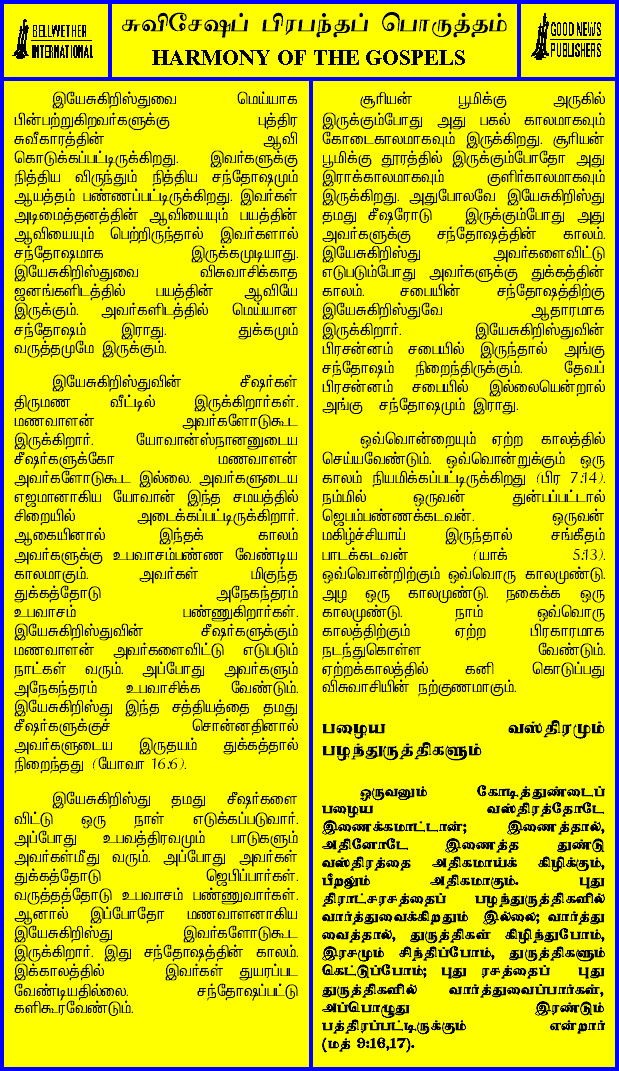 BELLWETHER
INTERNATIONAL
சுவிசேஷப் பிரபந்தப் பொருத்தம்
HARMONY OF THE GOSPELS
GOOD NEWS
PUBLISHERS
இயேசுகிறிஸ்துவை மெய்யாக
பின்பற்றுகிறவர்களுக்கு புத்திர
சுவீகாரத்தின் ஆவி
கொடுக்கப்பட்டிருக்கிறது. இவர்களுக்கு
நித்திய விருந்தும் நித்திய சந்தோஷமும்
ஆயத்தம் பண்ணப்பட்டிருக்கிறது. இவர்கள்
அடிமைத்தனத்தின் ஆவியையும் பயத்தின்
ஆவியையும் பெற்றிருந்தால் இவர்களால்
சந்தோஷமாக இருக்கமுடியாது.
இயேசுகிறிஸ்துவை விசுவாசிக்காத
ஜனங்களிடத்தில் பயத்தின் ஆவியே
இருக்கும். அவர்களிடத்தில் மெய்யான
சந்தோஷம் இராது. துக்கமும்
வருத்தமுமே இருக்கும்.
இயேசுகிறிஸ்துவின் சீஷர்கள்
திருமண வீட்டில் இருக்கிறார்கள்.
மணவாளன் அவர்களோடுகூட
இருக்கிறார். யோவான்ஸ்நானனுடைய
சீஷர்களுக்கோ மணவாளன்
அவர்களோடுகூட இல்லை. அவர்களுடைய
எஜமானாகிய யோவான் இந்த சமயத்தில்
சிறையில் அடைக்கப்பட்டிருக்கிறார்.
ஆகையினால் இந்தக் காலம்
அவர்களுக்கு உபவாசம்பண்ண வேண்டிய
காலமாகும். அவர்கள் மிகுந்த
துக்கத்தோடு அநேகந்தரம்
உபவாசம் பண்ணுகிறார்கள்.
இயேசுகிறிஸ்துவின் சீஷர்களுக்கும்
மணவாளன் அவர்களைவிட்டு எடுபடும்
நாட்கள் வரும். அப்போது அவர்களும்
அநேகந்தரம் உபவாசிக்க வேண்டும்.
இயேசுகிறிஸ்து இந்த சத்தியத்தை தமது
சீஷர்களுக்குச் சொன்னதினால்
அவர்களுடைய இருதயம் துக்கத்தால்
நிறைந்தது (யோவா 16:6).
இயேசுகிறிஸ்து தமது சீஷர்களை
விட்டு ஒரு நாள் எடுக்கப்படுவார்.
அப்போது உபவத்திரவமும் பாடுகளும்
அவர்கள்மீது வரும். அப்போது அவர்கள்
துக்கத்தோடு ஜெபிப்பார்கள்.
வருத்தத்தோடு உபவாசம் பண்ணுவார்கள்.
ஆனால் இப்போதோ மணவாளனாகிய
இயேசுகிறிஸ்து இவர்களோடுகூட
இருக்கிறார். இது சந்தோஷத்தின் காலம்.
இக்காலத்தில் இவர்கள் துயரப்பட
வேண்டியதில்லை. சந்தோஷப்பட்டு
களிகூரவேண்டும்.
சூரியன் பூமிக்கு அருகில்
இருக்கும்போது அது பகல் காலமாகவும்
கோடைகாலமாகவும் இருக்கிறது. சூரியன்
பூமிக்கு தூரத்தில் இருக்கும்போதோ அது
இராக்காலமாகவும் குளிர்காலமாகவும்
இருக்கிறது. அதுபோலவே இயேசுகிறிஸ்து
தமது சீஷரோடு இருக்கும்போது அது
அவர்களுக்கு சந்தோஷத்தின் காலம்.
இயேசுகிறிஸ்து அவர்களைவிட்டு
எடுபடும்போது அவர்களுக்கு துக்கத்தின்
காலம். சபையின் சந்தோஷத்திற்கு
இயேசுகிறிஸ்துவே ஆதாரமாக
இருக்கிறார். இயேசுகிறிஸ்துவின்
பிரசன்னம் சபையில் இருந்தால் அங்கு
சந்தோஷம் நிறைந்திருக்கும். தேவப்
பிரசன்னம் சபையில் இல்லையென்றால்
அங்கு சந்தோஷமும் இராது.
ஒவ்வொன்றையும் ஏற்ற காலத்தில்
செய்யவேண்டும். ஒவ்வொன்றுக்கும் ஒரு
காலம் நியமிக்கப்பட்டிருக்கிறது (பிர 7:14).
நம்மில் ஒருவன் துன்பப்பட்டால்
ஜெபம்பண்ணக்கடவன். ஒருவன்
மகிழ்ச்சியாய் இருந்தால் சங்கீதம்
பாடக்கடவன் (யாக் 5:13).
ஒவ்வொன்றிற்கும் ஒவ்வொரு காலமுண்டு.
அழ ஒரு காலமுண்டு. நகைக்க ஒரு
காலமுண்டு. நாம் ஒவ்வொரு
காலத்திற்கும் ஏற்ற பிரகாரமாக
நடந்துகொள்ள வேண்டும்.
ஏற்றக்காலத்தில் கனி கொடுப்பது
விசுவாசியின் நற்குணமாகும்.
பழைய வஸ்திரமும்
பழந்துருத்திகளும்
ஒருவனும் கோடித்துண்டைப்
பழைய வஸ்திரத்தோடே
இணைக்கமாட்டான்; இணைத்தால்,
அதினோடே இணைத்த துண்டு
வஸ்திரத்தை அதிகமாய்க் கிழிக்கும்,
பீறலும் அதிகமாகும். புது
திராட்சரசத்தைப் பழந்துருத்திகளில்
வார்த்துவைக்கிறதும் இல்லை; வார்த்து
வைத்தால், துருத்திகள் கிழிந்துபோம்,
இரசமும் சிந்திப்போம், துருத்திகளும்
கெட்டுப்போம்; புது ரசத்தைப் புது
துருத்திகளில் வார்த்துவைப்பார்கள்,
அப்பொழுது இரண்டும்
பத்திரப்பட்டிருக்கும் என்றார்
(மத் 9:16,17).